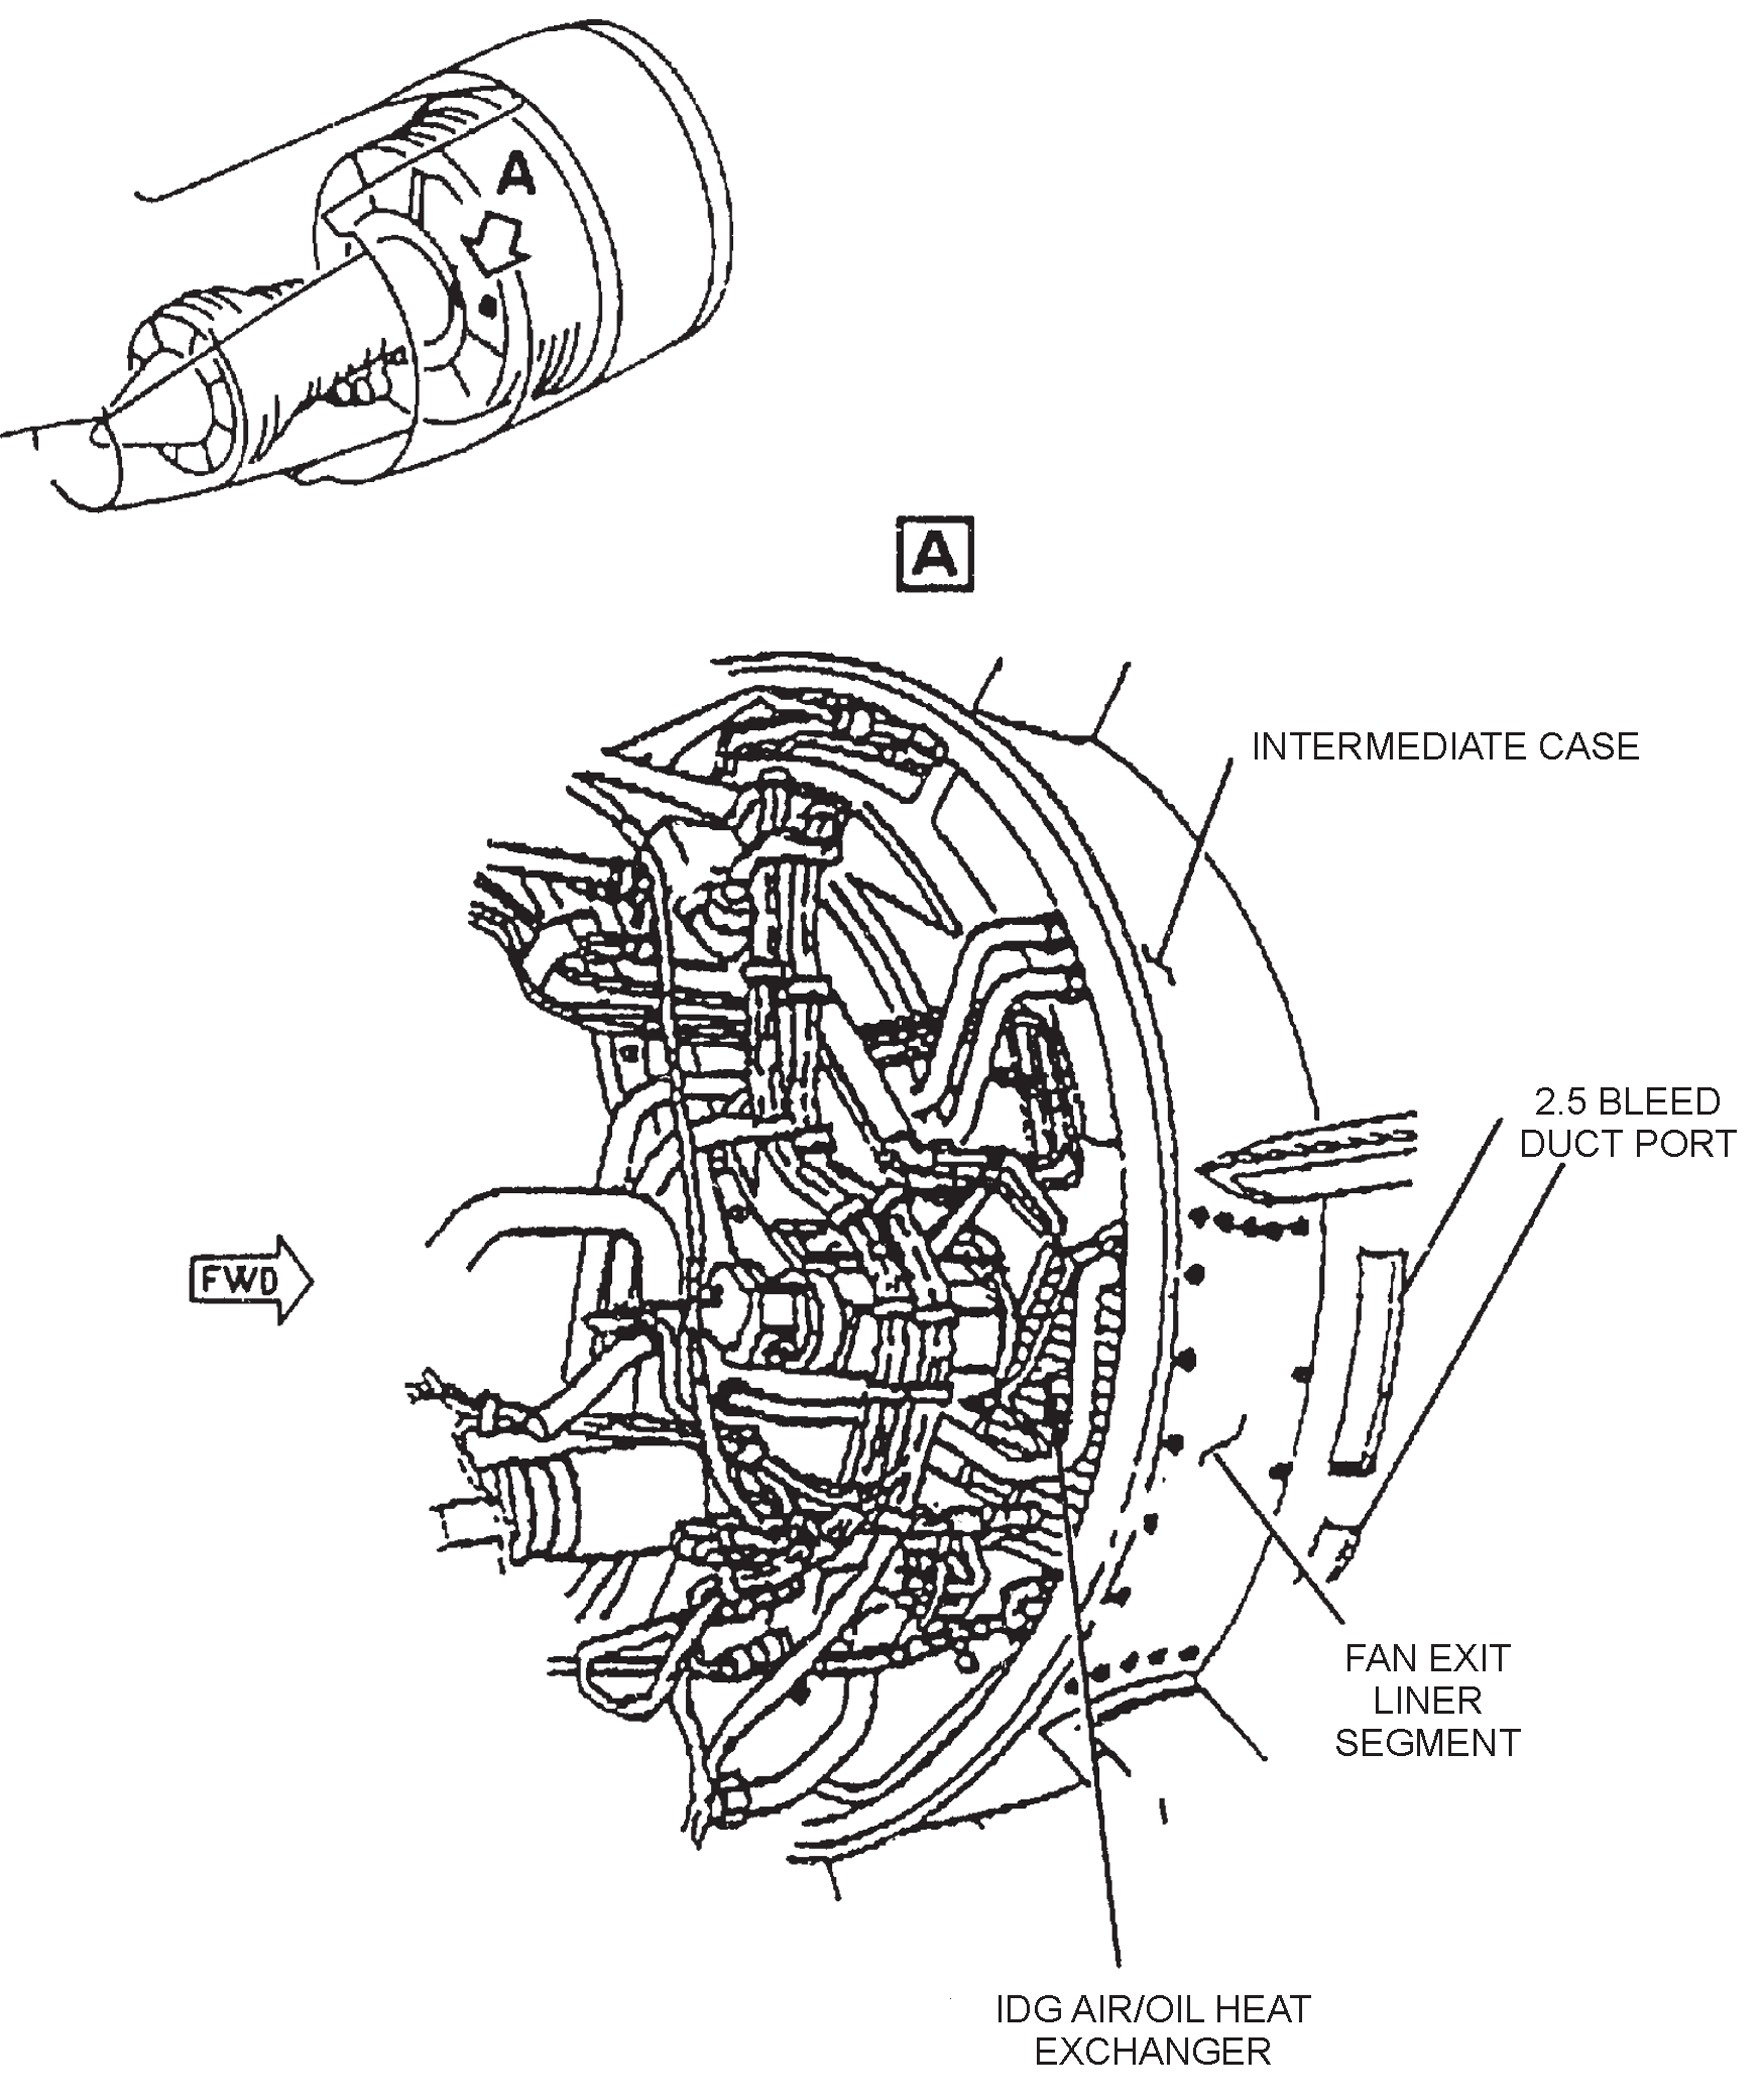 A
A
INTERMEDIATE CASE
2.5 BLEED
DUCT PORT
FWD
FAN EXIT
LINER
SEGMENT
IDG AIR/OIL HEAT
EXCHANGER